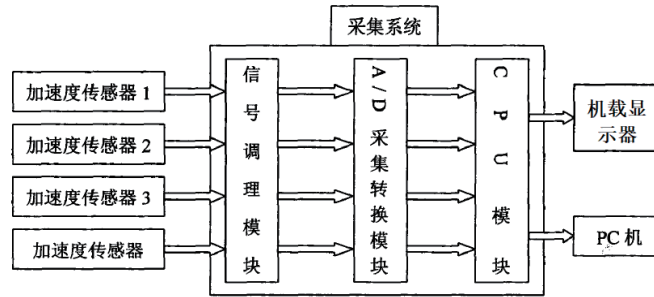 采集系统
加速度传感器 1
加速度传感器 2
加速度传感器 3
加速度传感器
信号调理模块
A/D采集转换模块
CPU模块
机载显
示器
PC 机